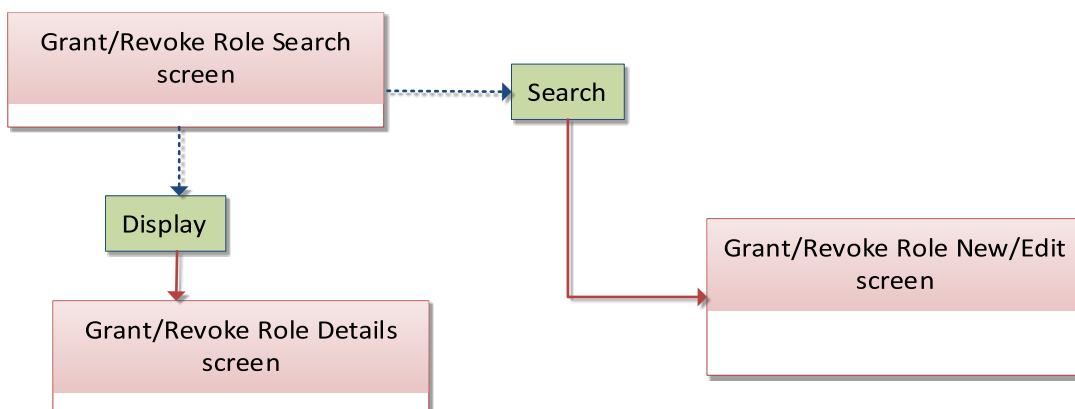 Grant/Revoke Role Search
screen
Search
Display
Grant/Revoke Role New/Edit
screen
Grant/Revoke Role Details
screen